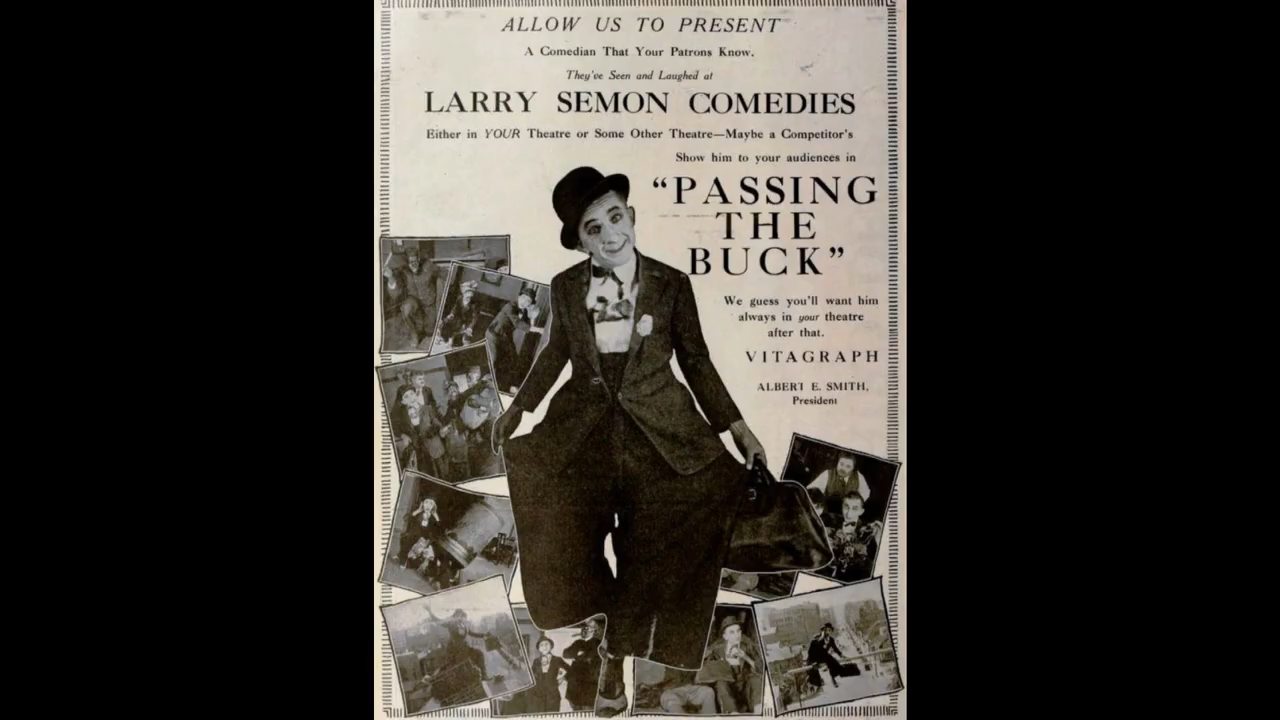 ALLOW US TO PRESENT
A Comedian That Your Patrons Know.
They've Seen and Laughed at
LARRY SEMON COMEDIES
Either in YOUR Theatre or Some Other Theatre—Maybe a Competitor's
Show him to your audiences in
“PASSING
THE
BUCK”
We guess you'll want him
always in your theatre
after that.
VITAGRAPH
ALBERT E. SMITH,
President